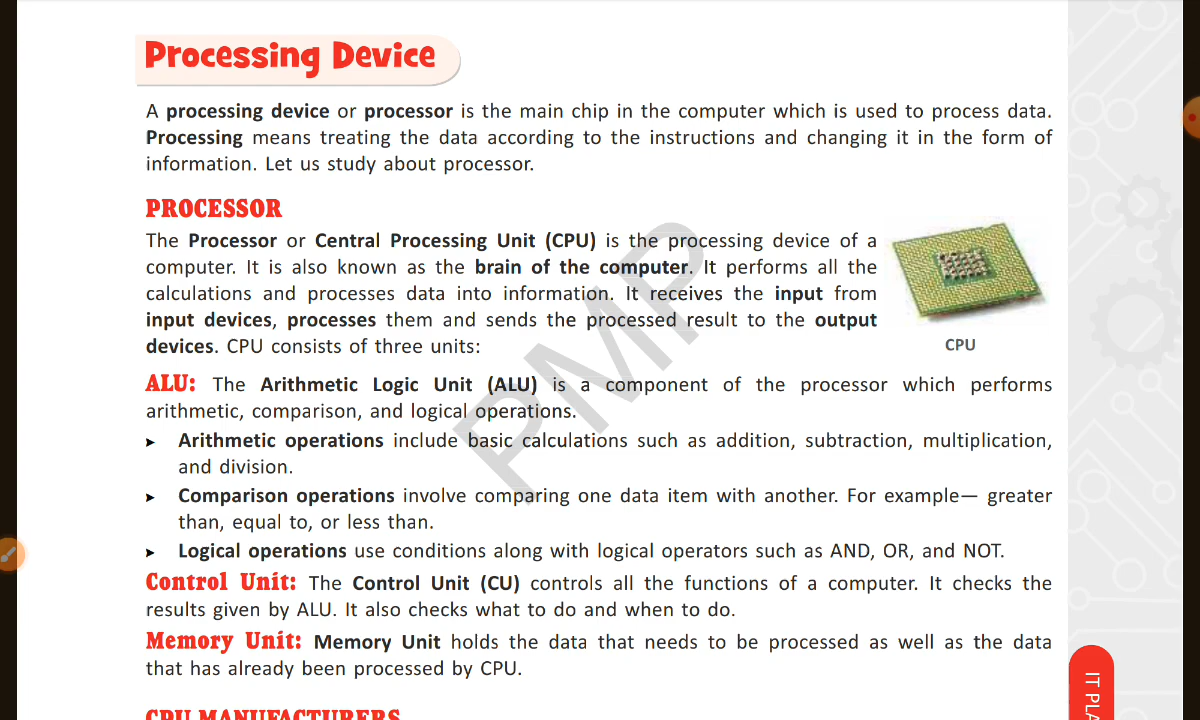 Processing Device
A processing device or processor is the main chip in the computer which is used to process data.
Processing means treating the data according to the instructions and changing it in the form of
information. Let us study about processor.
PROCESSOR
The Processor or Central Processing Unit (CPU) is the processing device of a
computer. It is also known as the brain of the computer. It performs all the
calculations and processes data into information. It receives the input from
input devices, processes them and sends the processed result to the output
devices. CPU consists of three units:
CPU
ALU: The Arithmetic Logic Unit (ALU) is a component of the processor which performs
arithmetic, comparison, and logical operations.
➤ Arithmetic operations include basic calculations such as addition, subtraction, multiplication,
and division.
➤ Comparison operations involve comparing one data item with another. For example— greater
than, equal to, or less than.
➤ Logical operations use conditions along with logical operators such as AND, OR, and NOT.
Control Unit: The Control Unit (CU) controls all the functions of a computer. It checks the
results given by ALU. It also checks what to do and when to do.
Memory Unit: Memory Unit holds the data that needs to be processed as well as the data
that has already been processed by CPU.
CPU MANUFACTURERS
PMP
IT PLA